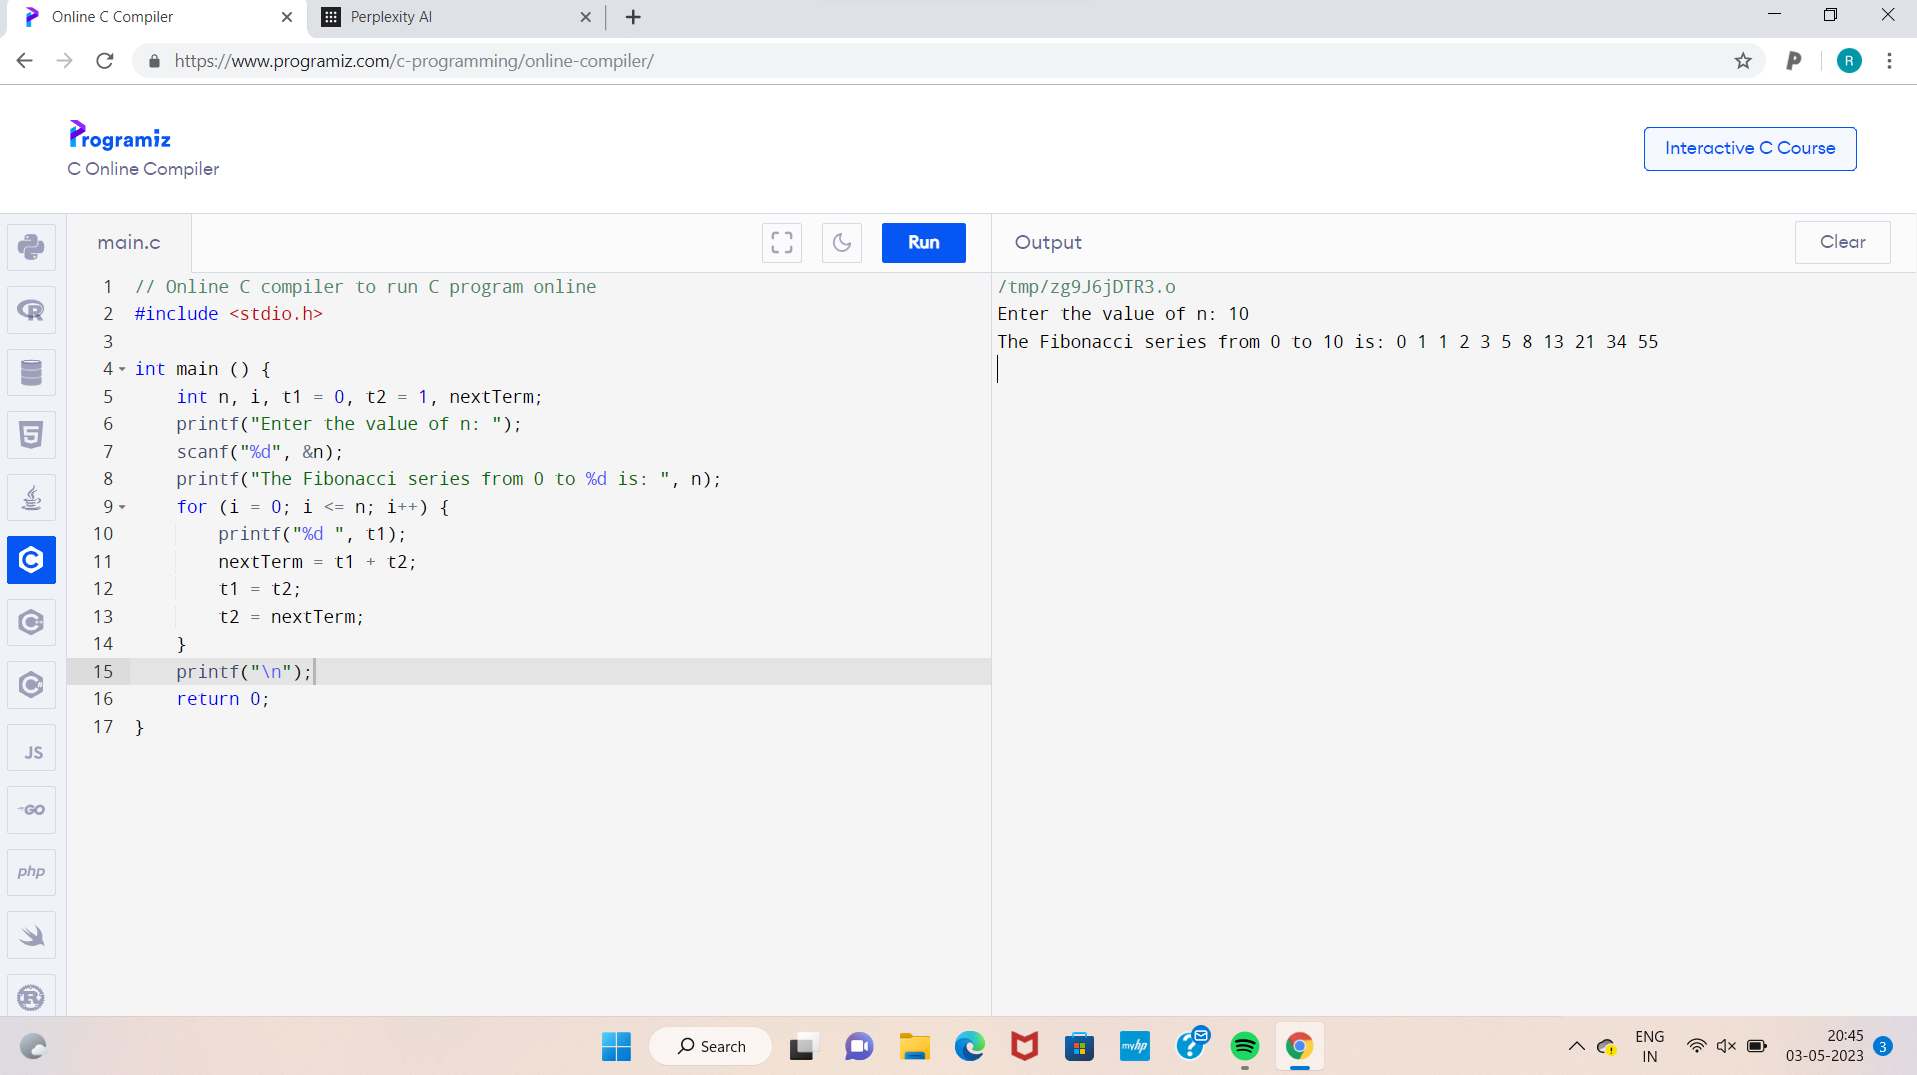 Online C Compiler
Perplexity AI
https://www.programiz.com/c-programming/online-compiler/
R
Programiz
C Online Compiler
Interactive C Course
main.c
Run
Output
Clear
1 // Online C compiler to run C program online
2 #include <stdio.h>
3
4 int main () {
5 int n, i, t1 = 0, t2 = 1, nextTerm;
6 printf("Enter the value of n: ");
7 scanf("%d", &n);
8 printf("The Fibonacci series from 0 to %d is: ", n);
9 for (i = 0; i <= n; i++) {
10 printf("%d ", t1);
11 nextTerm = t1 + t2;
12 t1 = t2;
13 t2 = nextTerm;
14 }
15 printf("\n");
16 return 0;
17 }
/tmp/zg9J6jDTR3.o
Enter the value of n: 10
The Fibonacci series from 0 to 10 is: 0 1 1 2 3 5 8 13 21 34 55
R
5
C
C
C
JS
GO
php
R
Search
myhp
ENG
IN
20:45
03-05-2023
3